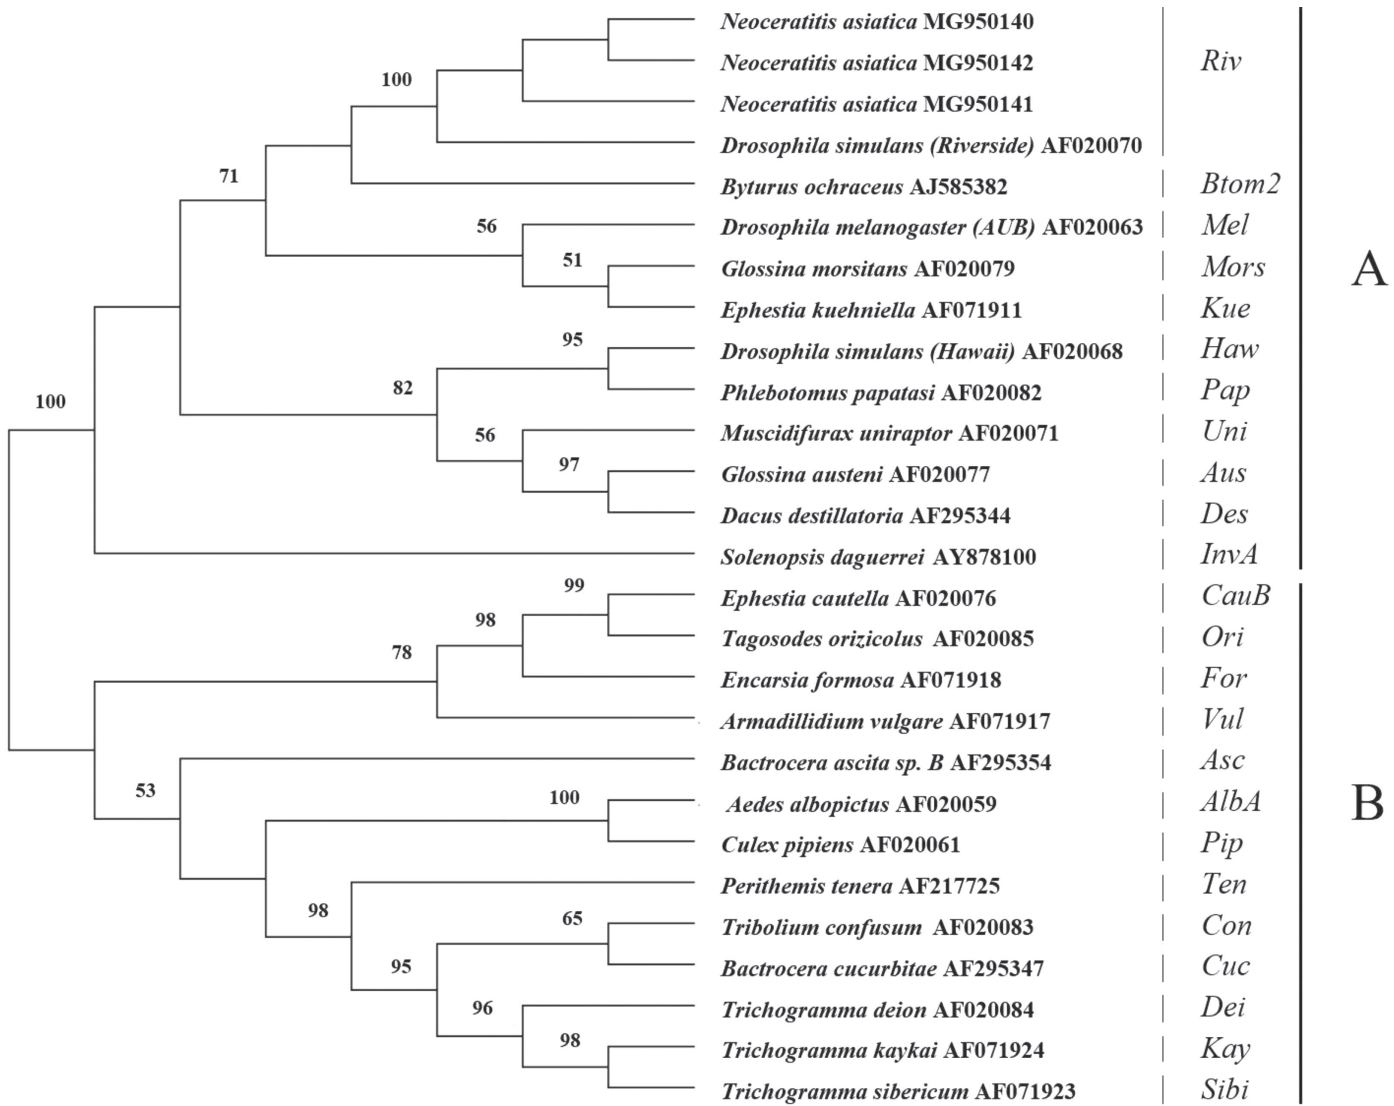 Neoceratitis asiatica MG950140
Neoceratitis asiatica MG950142 Riv
100
Neoceratitis asiatica MG950141
Drosophila simulans (Riverside) AF020070
71
Byturus ochraceus AJ585382 Btom2
56
Drosophila melanogaster (AUB) AF020063 Mel
51
Glossina morsitans AF020079 Mors
A
Ephestia kuehniella AF071911 Kue
95
Drosophila simulans (Hawaii) AF020068 Haw
82
Phlebotomus papatasi AF020082 Pap
100
Muscidifurax uniraptor AF020071 Uni
56
97
Glossina austeni AF020077 Aus
Dacus destillatoria AF295344 Des
Solenopsis daguerrei AY878100 InvA
99
Ephestia cautella AF020076 CauB
98
Tagosodes orizicolus AF020085 Ori
78
Encarsia formosa AF071918 For
Armadillidium vulgare AF071917 Vul
Bactrocera ascita sp. B AF295354 Asc
53
100
Aedes albopictus AF020059 AlbA
B
Culex pipiens AF020061 Pip
Perithemis tenera AF217725 Ten
98
65
Tribolium confusum AF020083 Con
95
Bactrocera cucurbitae AF295347 Cuc
96
Trichogramma deion AF020084 Dei
98
Trichogramma kaykai AF071924 Kay
Trichogramma sibericum AF071923 Sibi